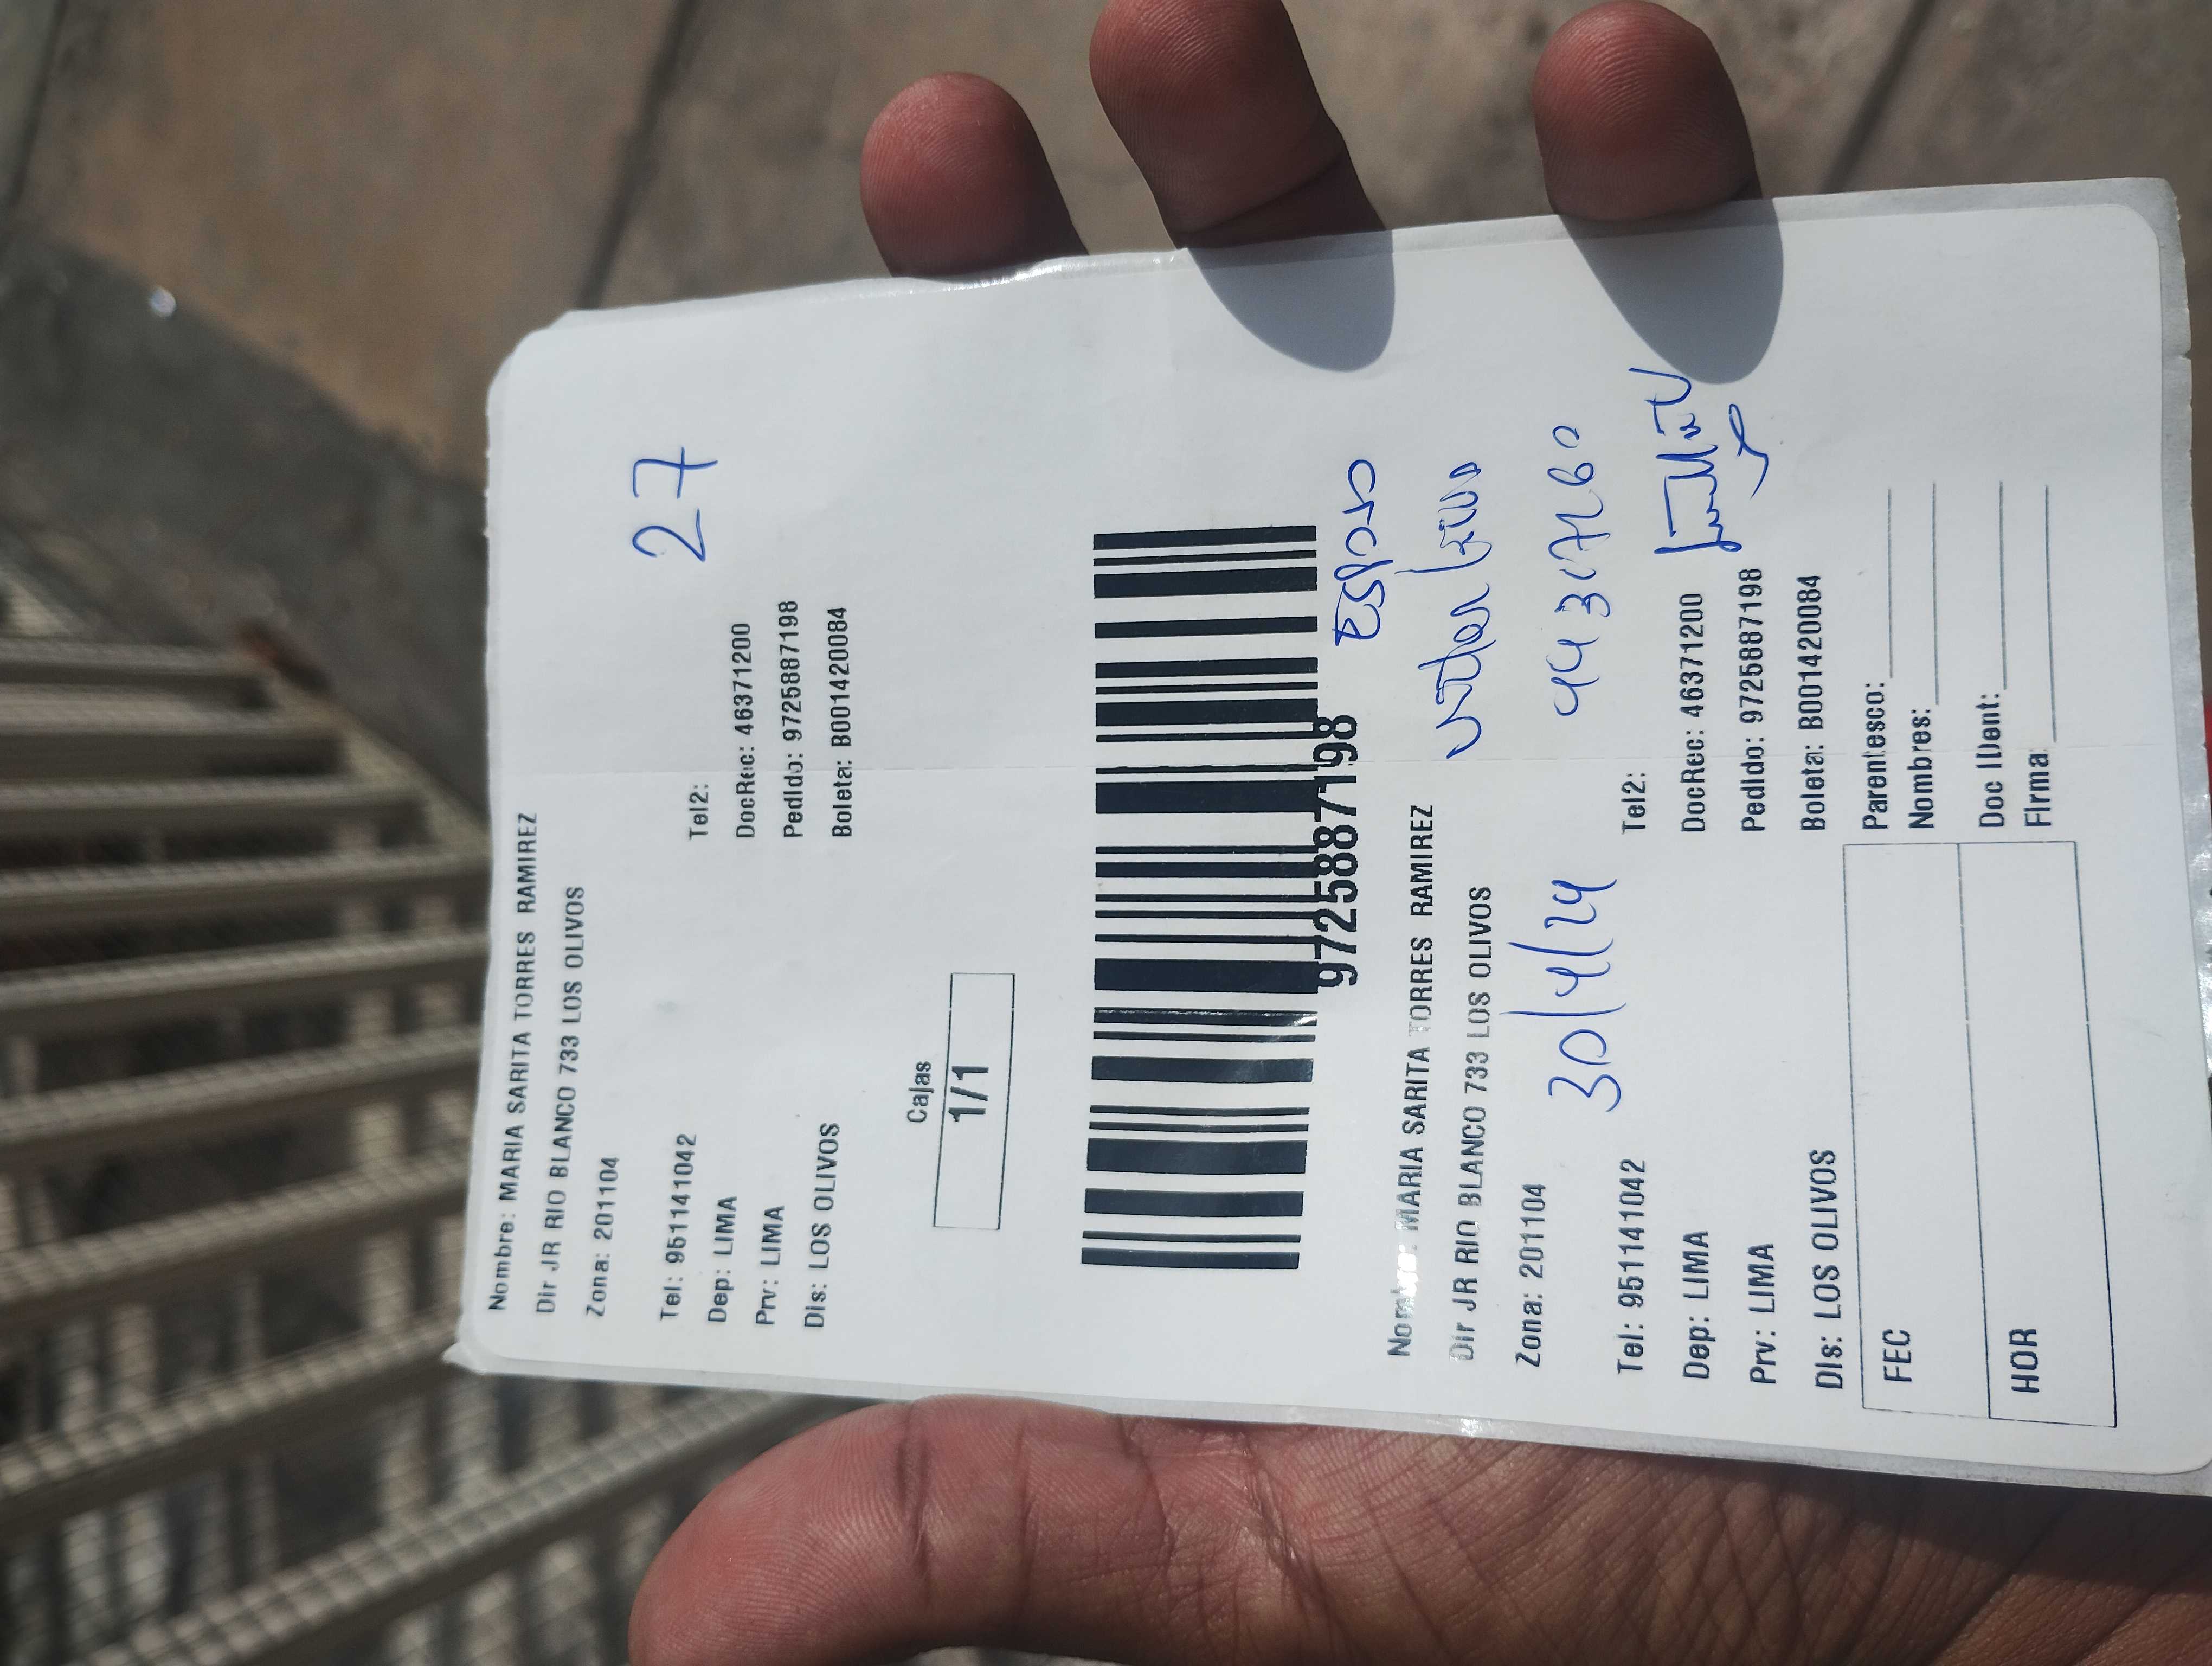 Nombre: MARIA SARITA TORRES RAMIREZ
Dir JR RIO BLANCO 733 LOS OLIVOS
Zona: 201104
27
Tel: 951141042 Tel2:
Dep: LIMA DocRec: 46371200
Prv: LIMA Pedido: 9725887198
Dis: LOS OLIVOS Boleta: B001420084
Cajas
1/1
9725887198
Esposo
Nombre: MARIA SARITA TORRES RAMIREZ
Dir JR RIO BLANCO 733 LOS OLIVOS
Zona: 201104
30/4/24
Tel: 951141042 Tel2:
Dep: LIMA DocRec: 46371200
Prv: LIMA Pedido: 9725887198
Dis: LOS OLIVOS Boleta: B001420084
FEC Parentesco:
Nombres:
HOR Doc IDent:
Firma: